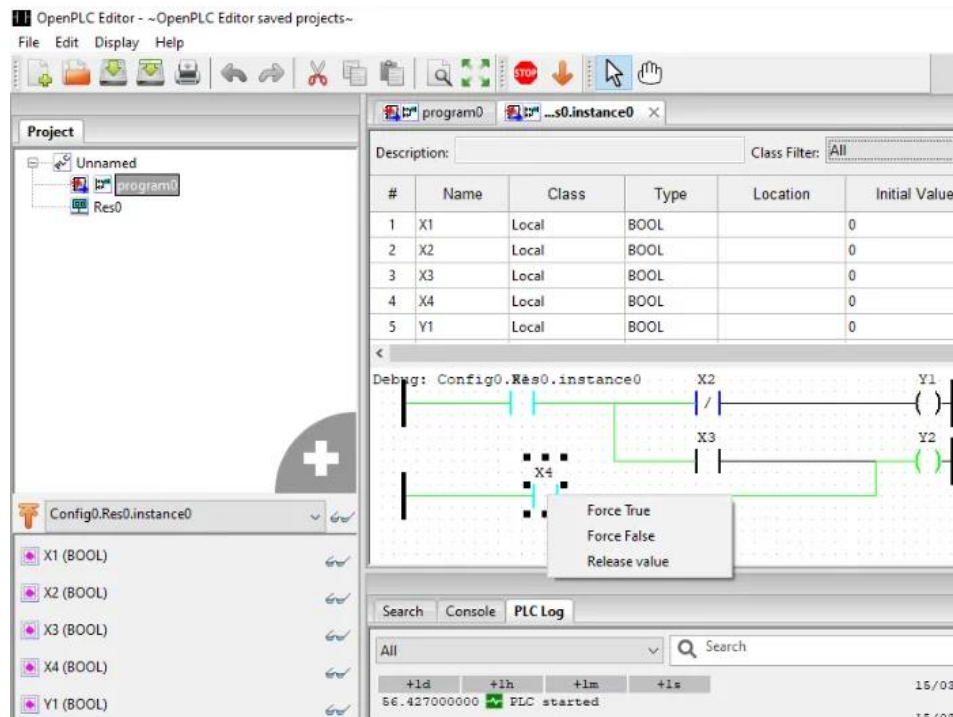 OpenPLC Editor - ~OpenPLC Editor saved projects~
File Edit Display Help
STOP
Project
Unnamed
program0
Res0
program0
...s0.instance0
Description:
Class Filter: All
# Name Class Type Location Initial Value
1 X1 Local BOOL 0
2 X2 Local BOOL 0
3 X3 Local BOOL 0
4 X4 Local BOOL 0
5 Y1 Local BOOL 0
Debug: Config0.Res0.instance0
X2 Y1
X3 Y2
X4
Force True
Force False
Release value
Config0.Res0.instance0
X1 (BOOL)
X2 (BOOL)
X3 (BOOL)
X4 (BOOL)
Y1 (BOOL)
Search Console PLC Log
All Search
+1d +1h +1m +1s 15/03
56.427000000 PLC started